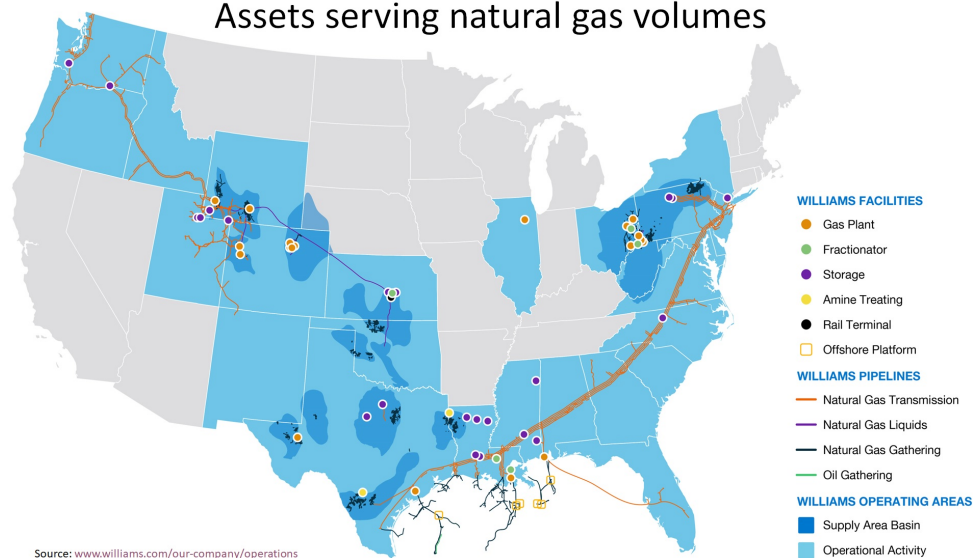 Assets serving natural gas volumes
WILLIAMS FACILITIES
Gas Plant
Fractionator
Storage
Amine Treating
Rail Terminal
Offshore Platform
WILLIAMS PIPELINES
Natural Gas Transmission
Natural Gas Liquids
Natural Gas Gathering
Oil Gathering
WILLIAMS OPERATING AREAS
Supply Area Basin
Operational Activity
Source: www.williams.com/our-company/operations